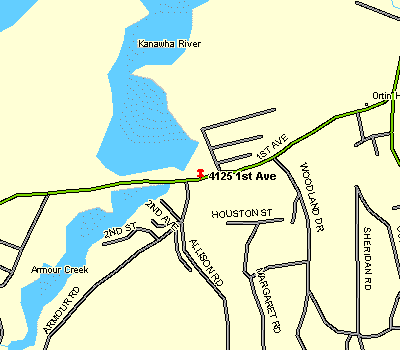 Kanawha River
Ortin H
1ST AVE
4125 1st Ave
WOODLAND DR
2ND AVE
HOUSTON ST
2ND ST
ALLISON RD
SHERIDAN RD
Armour Creek
MARGARET RD
ARMOUR RD